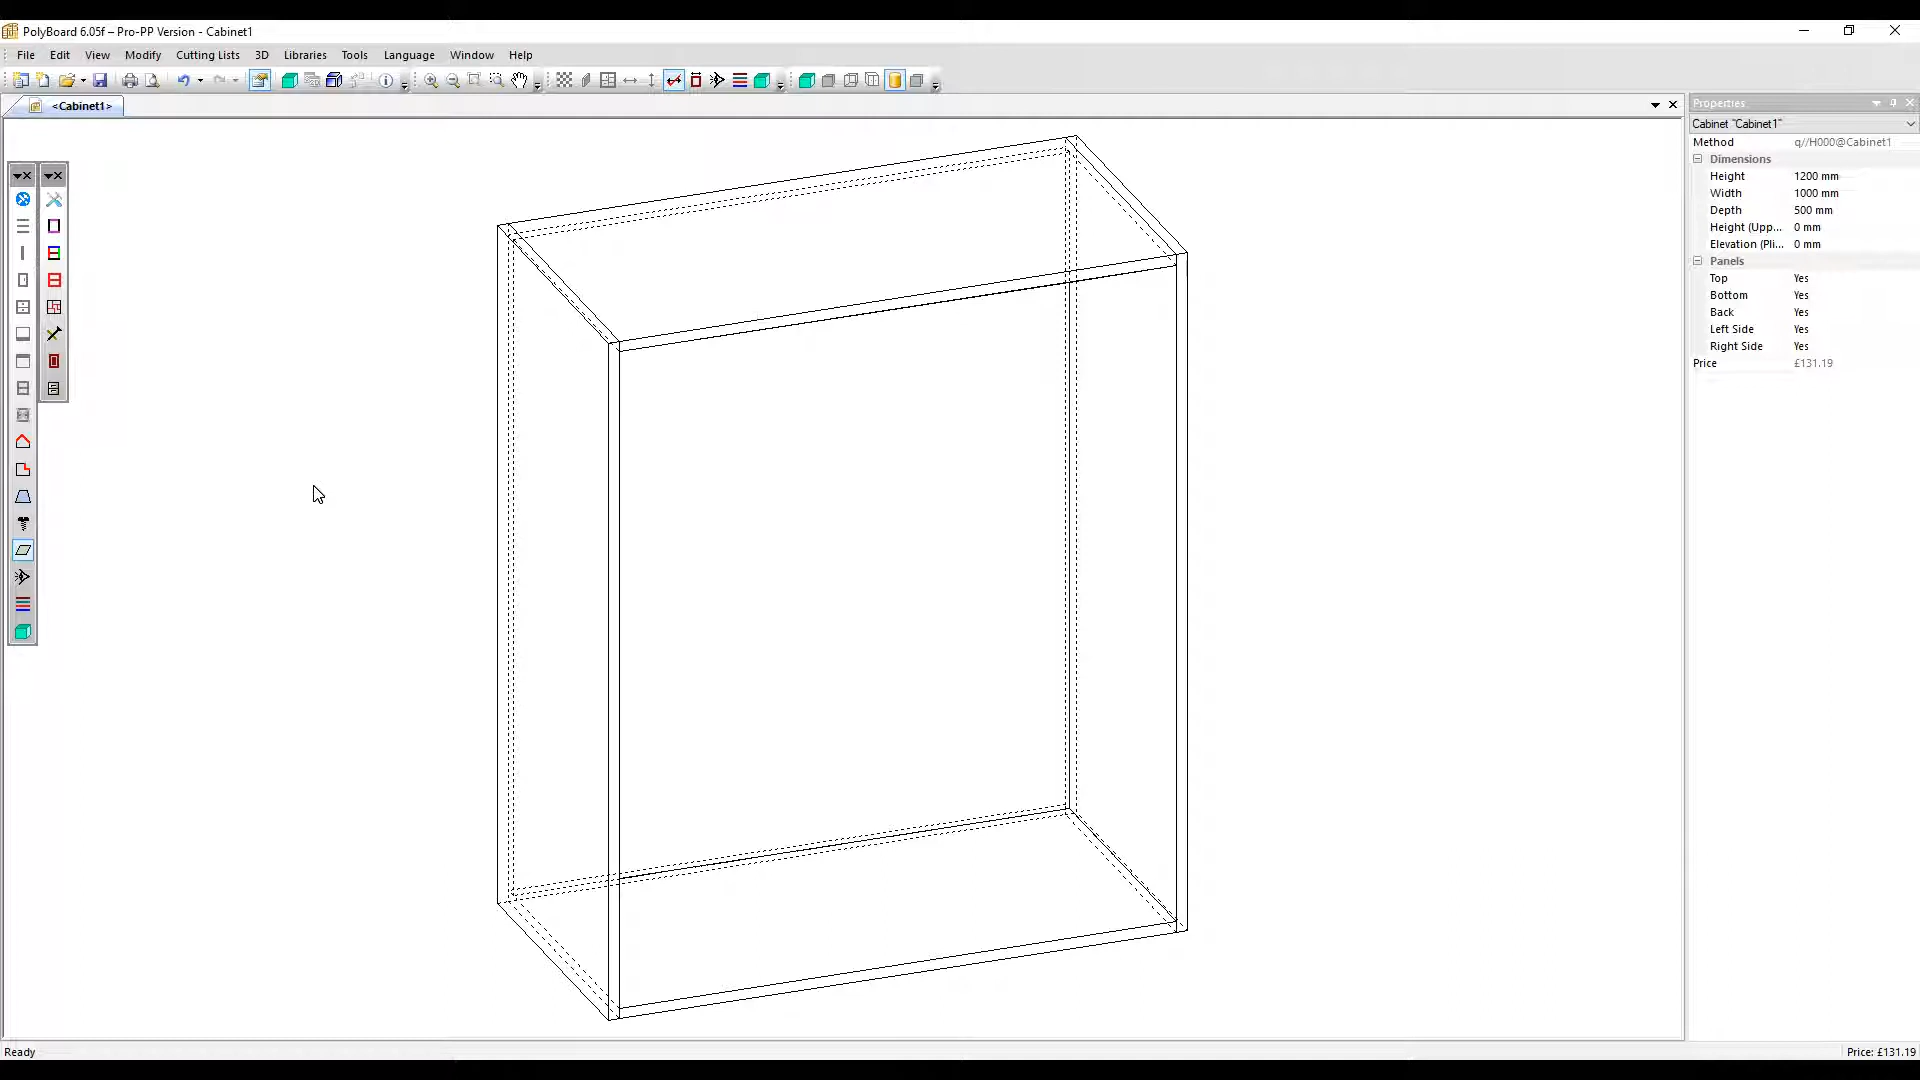 PolyBoard 6.05f – Pro-PP Version - Cabinet1
File Edit View Modify Cutting Lists 3D Libraries Tools Language Window Help
<Cabinet1>
Properties
Cabinet "Cabinet1"
Method q//H000@Cabinet1
Dimensions
Height 1200 mm
Width 1000 mm
Depth 500 mm
Height (Upp... 0 mm
Elevation (Pli... 0 mm
Panels
Top Yes
Bottom Yes
Back Yes
Left Side Yes
Right Side Yes
Price £131.19
Ready
Price: £131.19